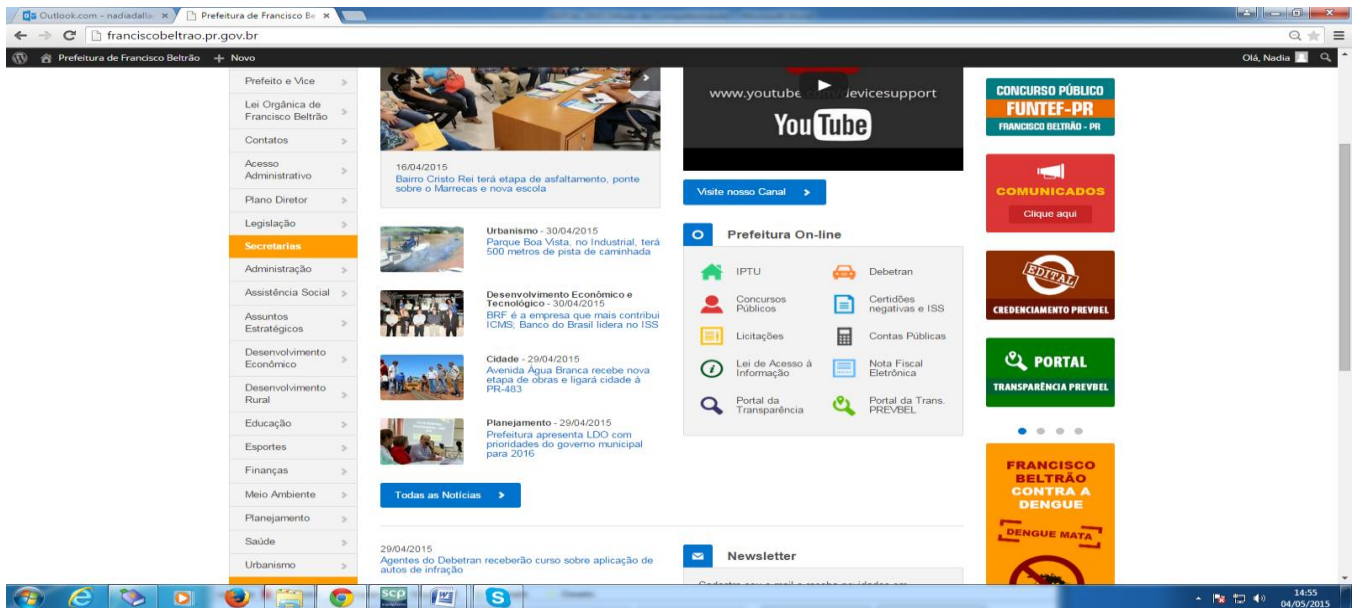 Outlook.com - nadiadalla
Prefeitura de Francisco Be
franciscobeltrao.pr.gov.br
Prefeitura de Francisco Beltrão + Novo
Olá, Nadia
Prefeito e Vice
Lei Orgânica de
Francisco Beltrão
Contatos
Acesso
Administrativo
Plano Diretor
Legislação
Secretarias
Administração
Assistência Social
Assuntos
Estratégicos
Desenvolvimento
Econômico
Desenvolvimento
Rural
Educação
Esportes
Finanças
Meio Ambiente
Planejamento
Saúde
Urbanismo
16/04/2015
Bairro Cristo Rei terá etapa de asfaltamento, ponte
sobre o Marrecas e nova escola
Urbanismo - 30/04/2015
Parque Boa Vista, no Industrial, terá
500 metros de pista de caminhada
Desenvolvimento Econômico e
Tecnológico - 30/04/2015
BRF é a empresa que mais contribui
ICMS; Banco do Brasil lidera no ISS
Cidade - 29/04/2015
Avenida Água Branca recebe nova
etapa de obras e ligará cidade à
PR-483
Planejamento - 29/04/2015
Prefeitura apresenta LDO com
prioridades do governo municipal
para 2016
Todas as Notícias
29/04/2015
Agentes do Debetran receberão curso sobre aplicação de
autos de infração
www.youtube.com/devicesupport
YouTube
Visite nosso Canal
Prefeitura On-line
IPTU
Debetran
Concursos
Públicos
Certidões
negativas e ISS
Licitações
Contas Públicas
Lei de Acesso à
Informação
Nota Fiscal
Eletrônica
Portal da
Transparência
Portal da Trans.
PREVBEL
Newsletter
CONCURSO PÚBLICO
FUNTEF-PR
FRANCISCO BELTRÃO - PR
COMUNICADOS
Clique aqui
EDITAL
CREDENCIAMENTO PREVBEL
PORTAL
TRANSPARÊNCIA PREVBEL
FRANCISCO
BELTRÃO
CONTRA A
DENGUE
DENGUE MATA
SCP
14:55
04/05/2015